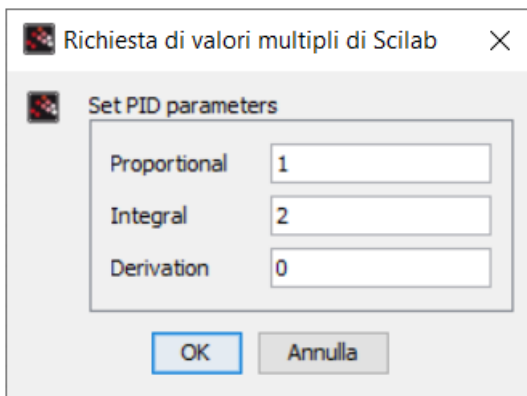 Richiesta di valori multipli di Scilab
Set PID parameters
Proportional 1
Integral 2
Derivation 0
OK Annulla